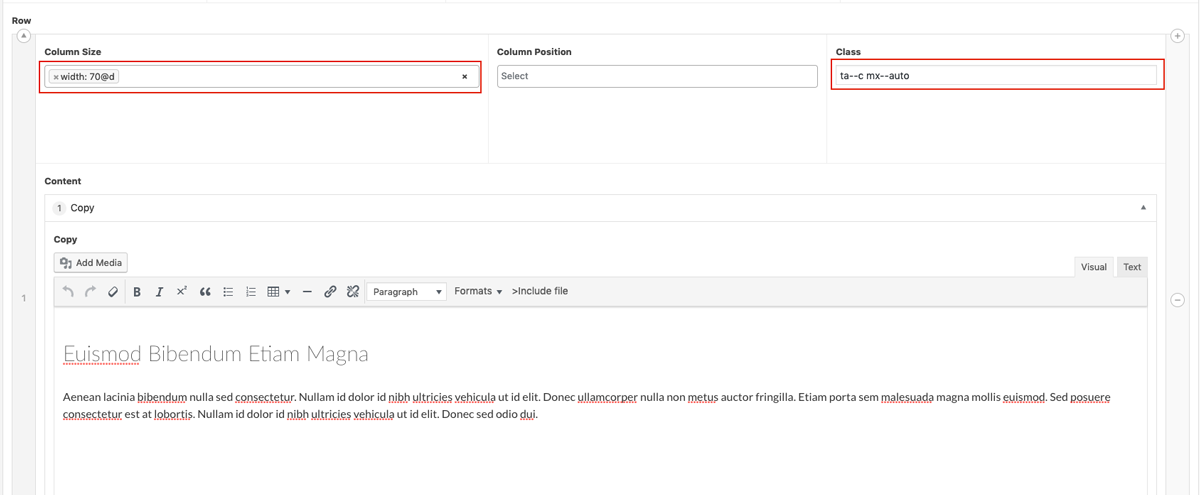 Row
Column Size
Column Position
Class
× width: 70@d ×
Select
ta--c mx--auto
Content
1 Copy
Copy
Add Media
Visual Text
B I x² Paragraph Formats >Include file
1
Euismod Bibendum Etiam Magna
Aenean lacinia bibendum nulla sed consectetur. Nullam id dolor id nibh ultricies vehicula ut id elit. Donec ullamcorper nulla non metus auctor fringilla. Etiam porta sem malesuada magna mollis euismod. Sed posuere
consectetur est at lobortis. Nullam id dolor id nibh ultricies vehicula ut id elit. Donec sed odio dui.